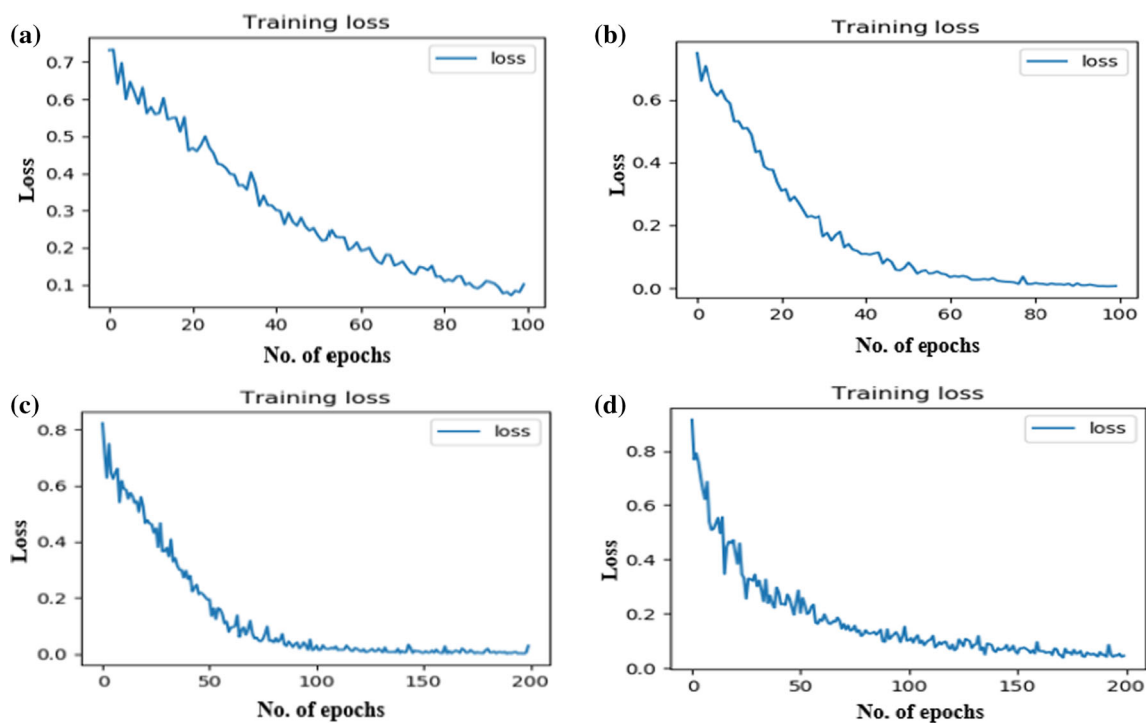 (a)
Training loss
loss
0.7
0.6
0.5
0.4
0.3
0.2
0.1
Loss
0 20 40 60 80 100
No. of epochs
(b)
Training loss
loss
0.6
0.4
0.2
0.0
Loss
0 20 40 60 80 100
No. of epochs
(c)
Training loss
loss
0.8
0.6
0.4
0.2
0.0
Loss
0 50 100 150 200
No. of epochs
(d)
Training loss
loss
0.8
0.6
0.4
0.2
0.0
Loss
0 50 100 150 200
No. of epochs